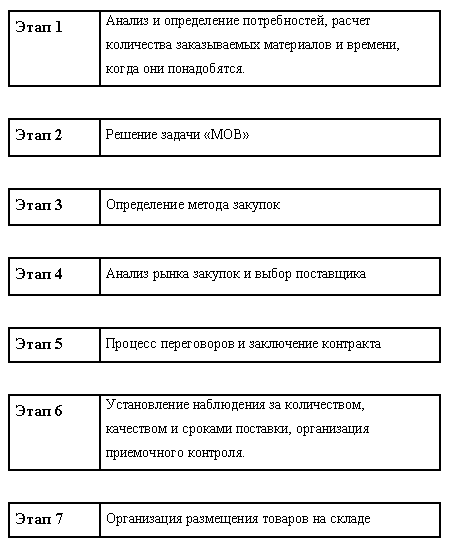 Этап 1
Анализ и определение потребностей, расчет
количества заказываемых материалов и времени,
когда они понадобятся.
Этап 2
Решение задачи «МОВ»
Этап 3
Определение метода закупок
Этап 4
Анализ рынка закупок и выбор поставщика
Этап 5
Процесс переговоров и заключение контракта
Этап 6
Установление наблюдения за количеством,
качеством и сроками поставки, организация
приемочного контроля.
Этап 7
Организация размещения товаров на складе